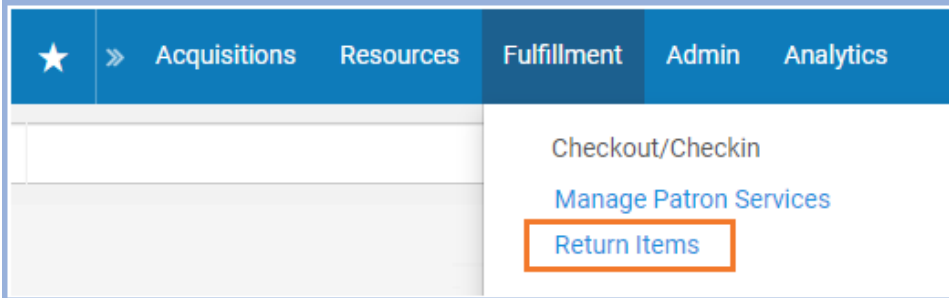 Acquisitions Resources Fulfillment Admin Analytics
Checkout/Checkin
Manage Patron Services
Return Items